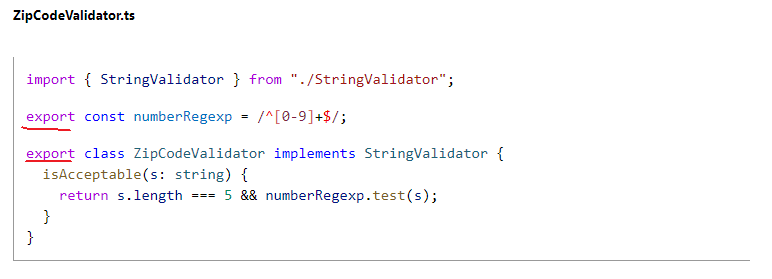 ZipCodeValidator.ts
import { StringValidator } from "./StringValidator";
export const numberRegexp = /^[0-9]+$/;
export class ZipCodeValidator implements StringValidator {
  isAcceptable(s: string) {
    return s.length === 5 && numberRegexp.test(s);
  }
}